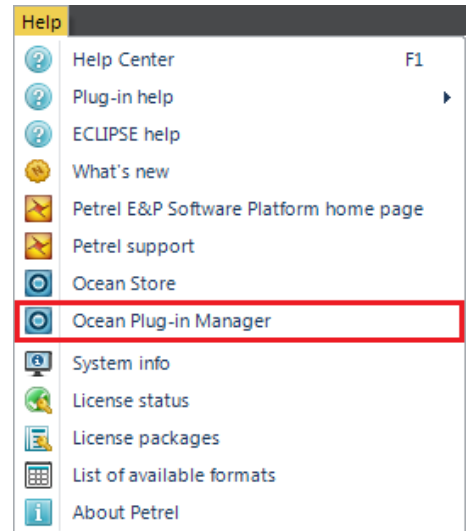 Help
Help Center F1
Plug-in help
ECLIPSE help
What's new
Petrel E&P Software Platform home page
Petrel support
Ocean Store
Ocean Plug-in Manager
System info
License status
License packages
List of available formats
About Petrel